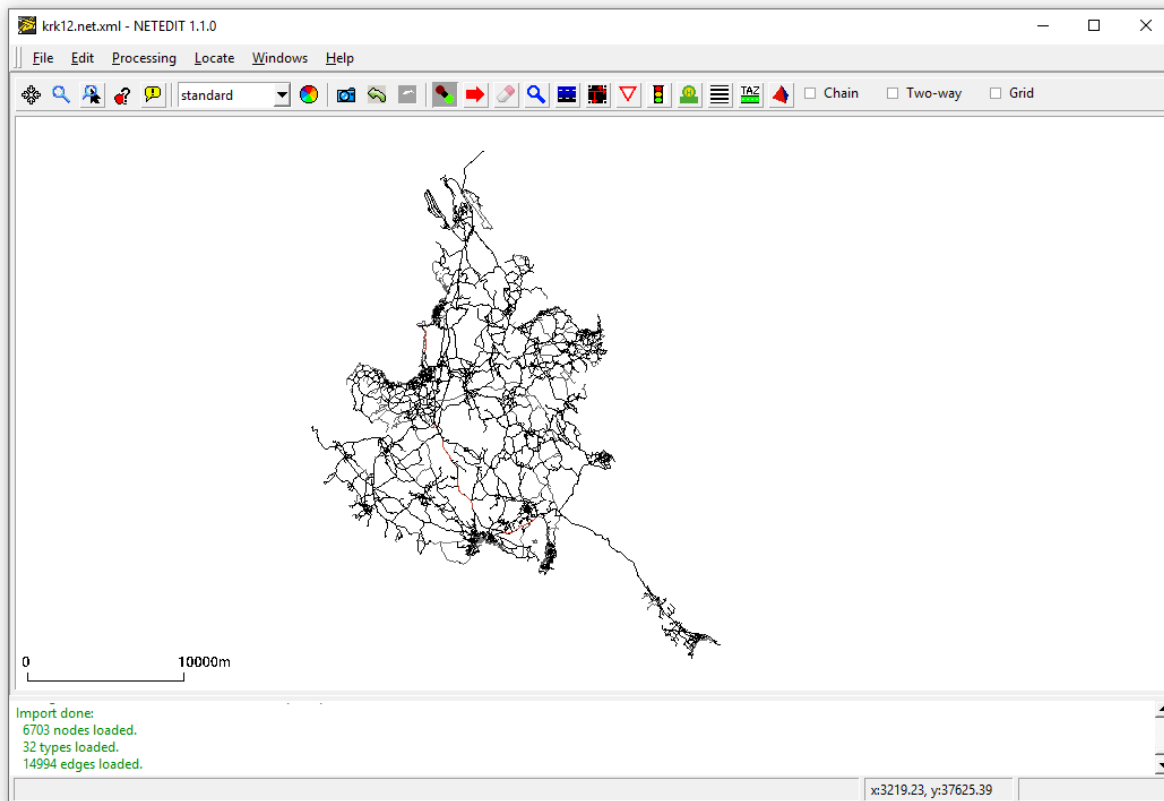 krk12.net.xml - NETEDIT 1.1.0
File Edit Processing Locate Windows Help
standard TAZ Chain Two-way Grid
0 10000m
Import done:
6703 nodes loaded.
32 types loaded.
14994 edges loaded.
x:3219.23, y:37625.39